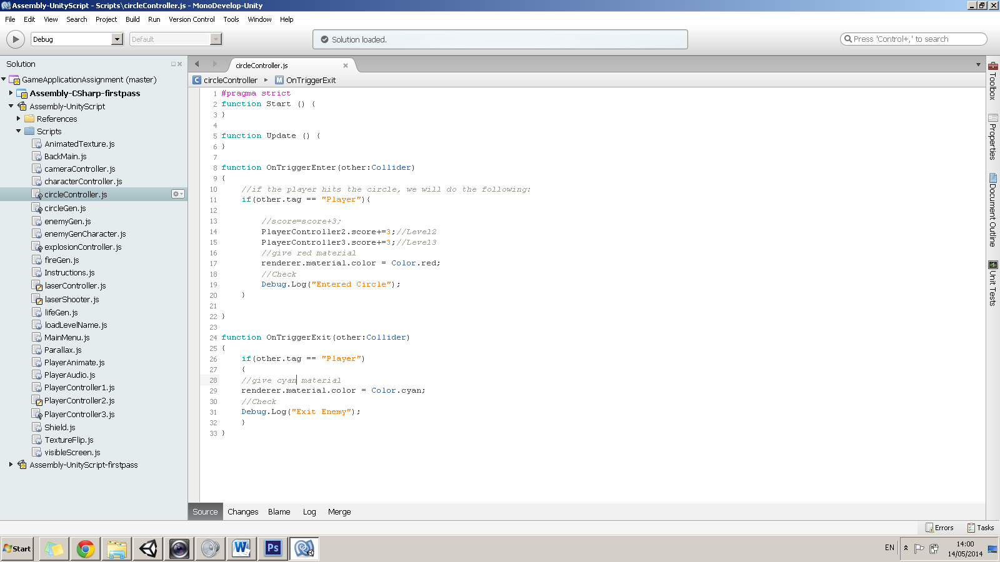 Assembly-UnityScript - Scripts\circleController.js - MonoDevelop-Unity
File Edit View Search Project Build Run Version Control Tools Window Help
Debug Default Solution loaded. Press 'Control+,' to search
Solution
GameApplicationAssignment (master)
Assembly-CSharp-firstpass
Assembly-UnityScript
References
Scripts
AnimatedTexture.js
BackMain.js
cameraController.js
characterController.js
circleController.js
circleGen.js
enemyGen.js
enemyGenCharacter.js
explosionController.js
fireGen.js
Instructions.js
laserController.js
laserShooter.js
lifeGen.js
loadLevelName.js
MainMenu.js
Parallax.js
PlayerAnimate.js
PlayerAudio.js
PlayerController1.js
PlayerController2.js
PlayerController3.js
Shield.js
TextureFlip.js
visibleScreen.js
Assembly-UnityScript-firstpass
circleController.js
C circleController M OnTriggerExit
1 #pragma strict
2 function Start () {
3 }
4
5 function Update () {
6 }
7
8 function OnTriggerEnter(other:Collider)
9 {
10 //if the player hits the circle, we will do the following:
11 if(other.tag == "Player"){
12
13 //score=score+3;
14 PlayerController2.score+=3;//Level2
15 PlayerController3.score+=3;//Level3
16 //give red material
17 renderer.material.color = Color.red;
18 //Check
19 Debug.Log("Entered Circle");
20 }
21
22 }
23
24 function OnTriggerExit(other:Collider)
25 {
26 if(other.tag == "Player")
27 {
28 //give cyan material
29 renderer.material.color = Color.cyan;
30 //Check
31 Debug.Log("Exit Enemy");
32 }
33 }
Source Changes Blame Log Merge
Toolbox
Properties
Document Outline
Unit Tests
Errors Tasks
Start W Ps EN 14:00
14/05/2014